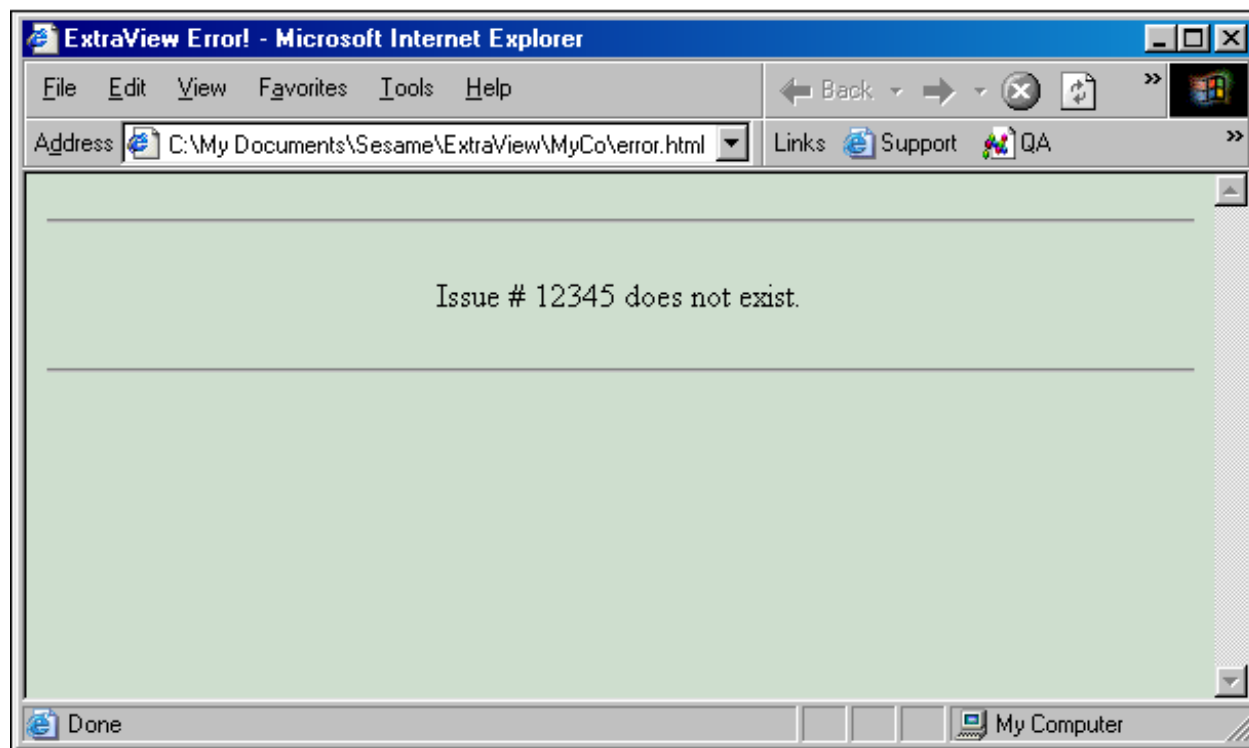 ExtraView Error! - Microsoft Internet Explorer
File Edit View Favorites Tools Help
Back
»
Address C:\My Documents\Sesame\ExtraView\MyCo\error.html
Links Support QA »
Issue # 12345 does not exist.
Done
My Computer